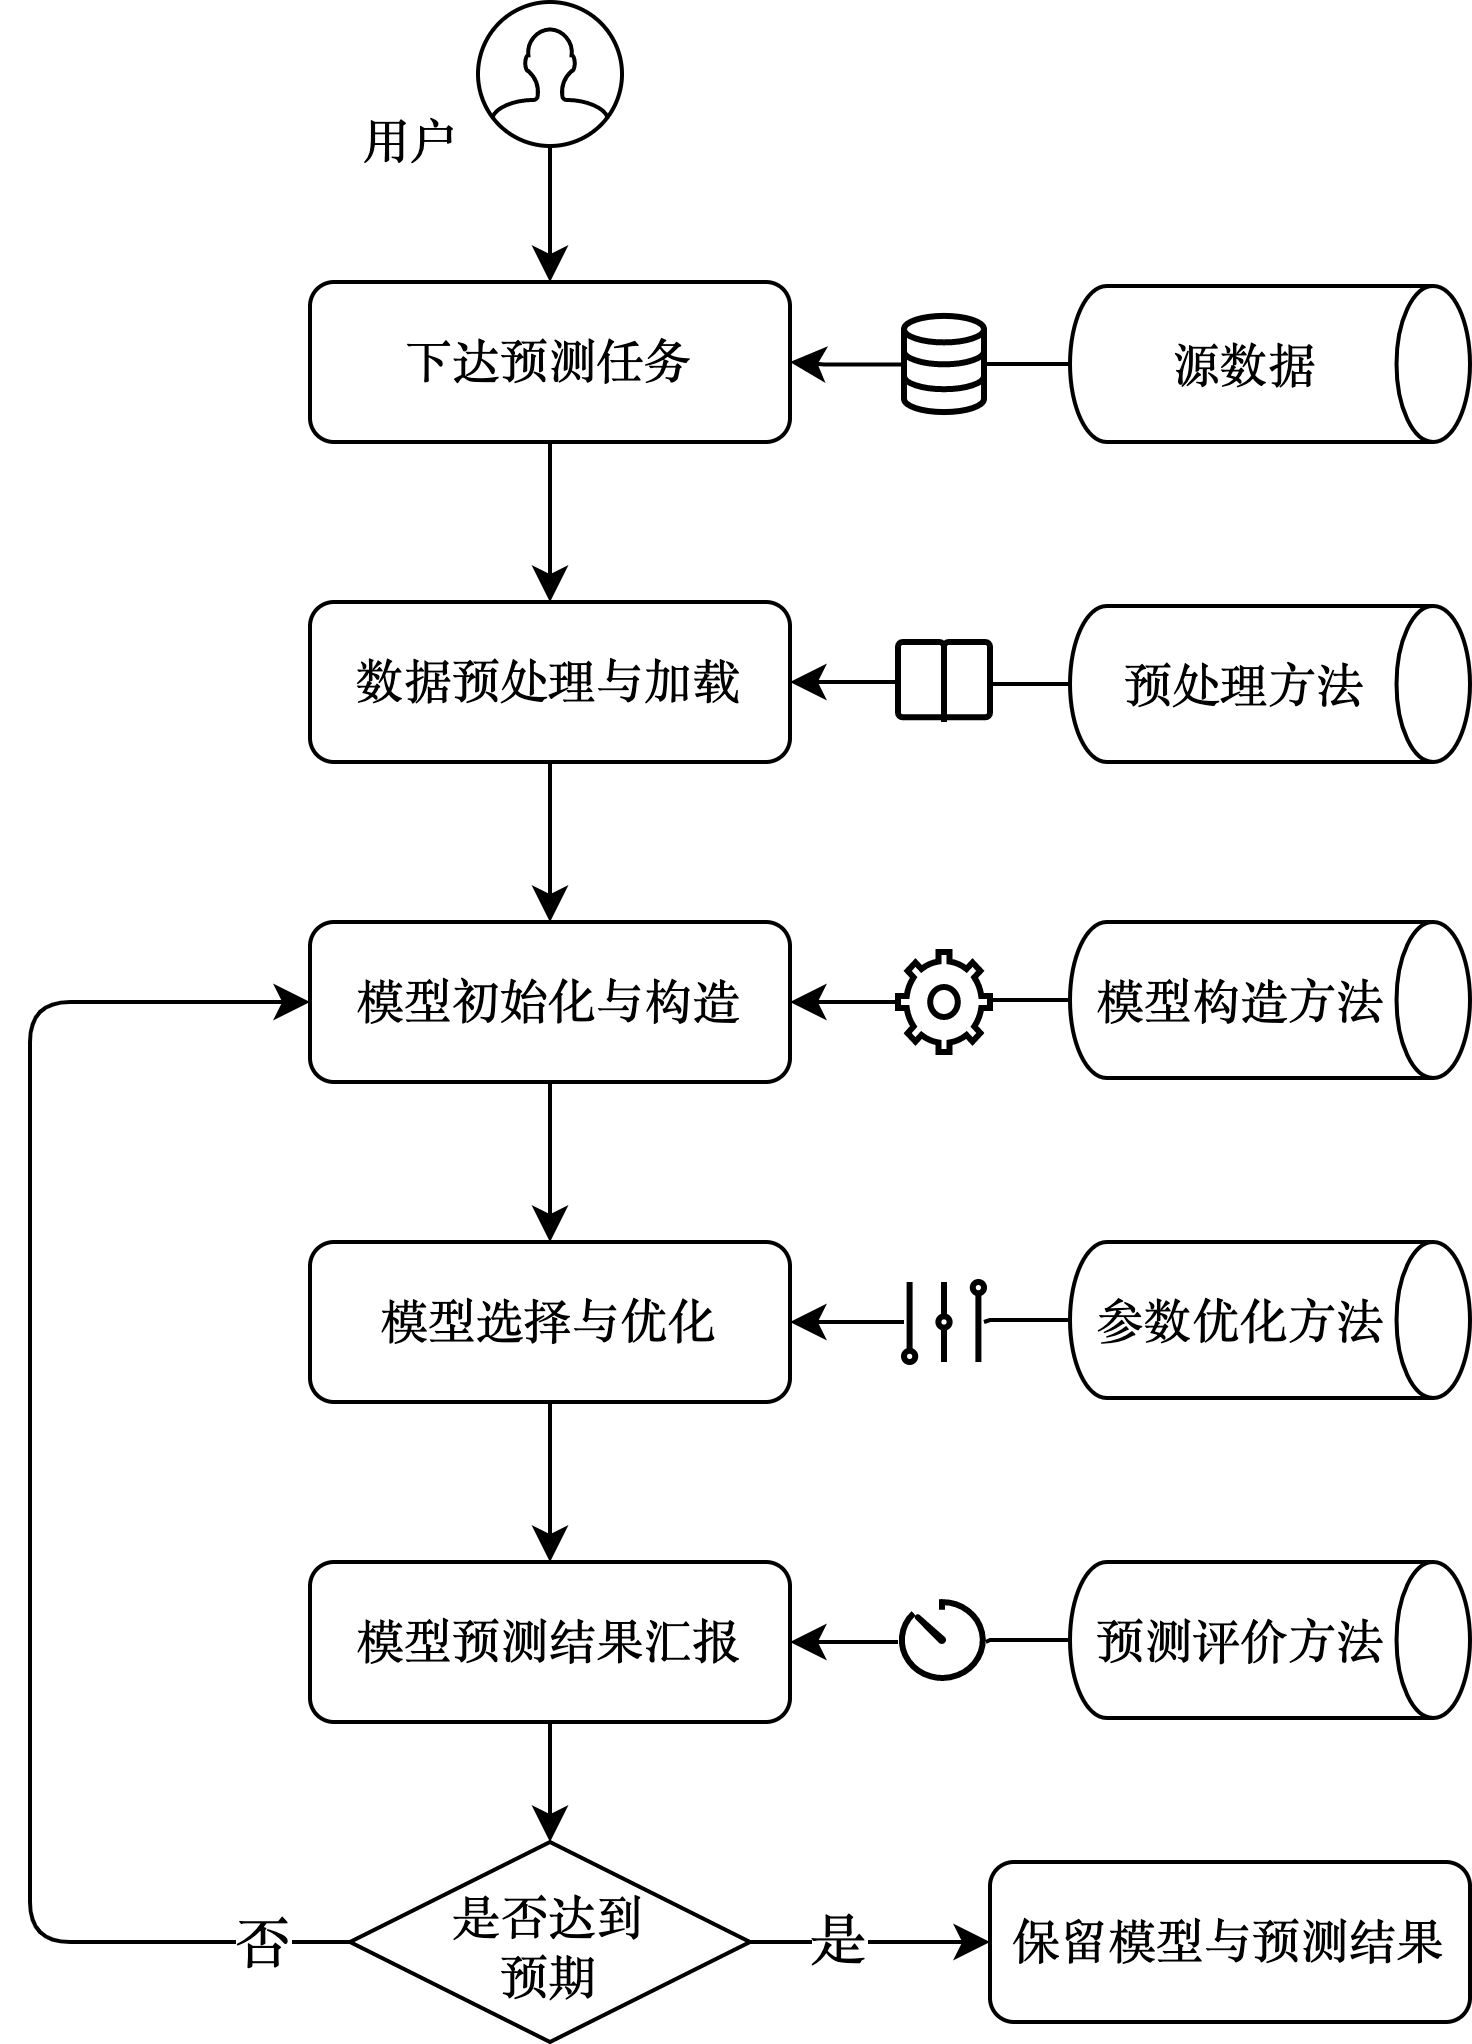 用户
下达预测任务
源数据
数据预处理与加载
预处理方法
模型初始化与构造
模型构造方法
模型选择与优化
参数优化方法
模型预测结果汇报
预测评价方法
是否达到
预期
否
是
保留模型与预测结果